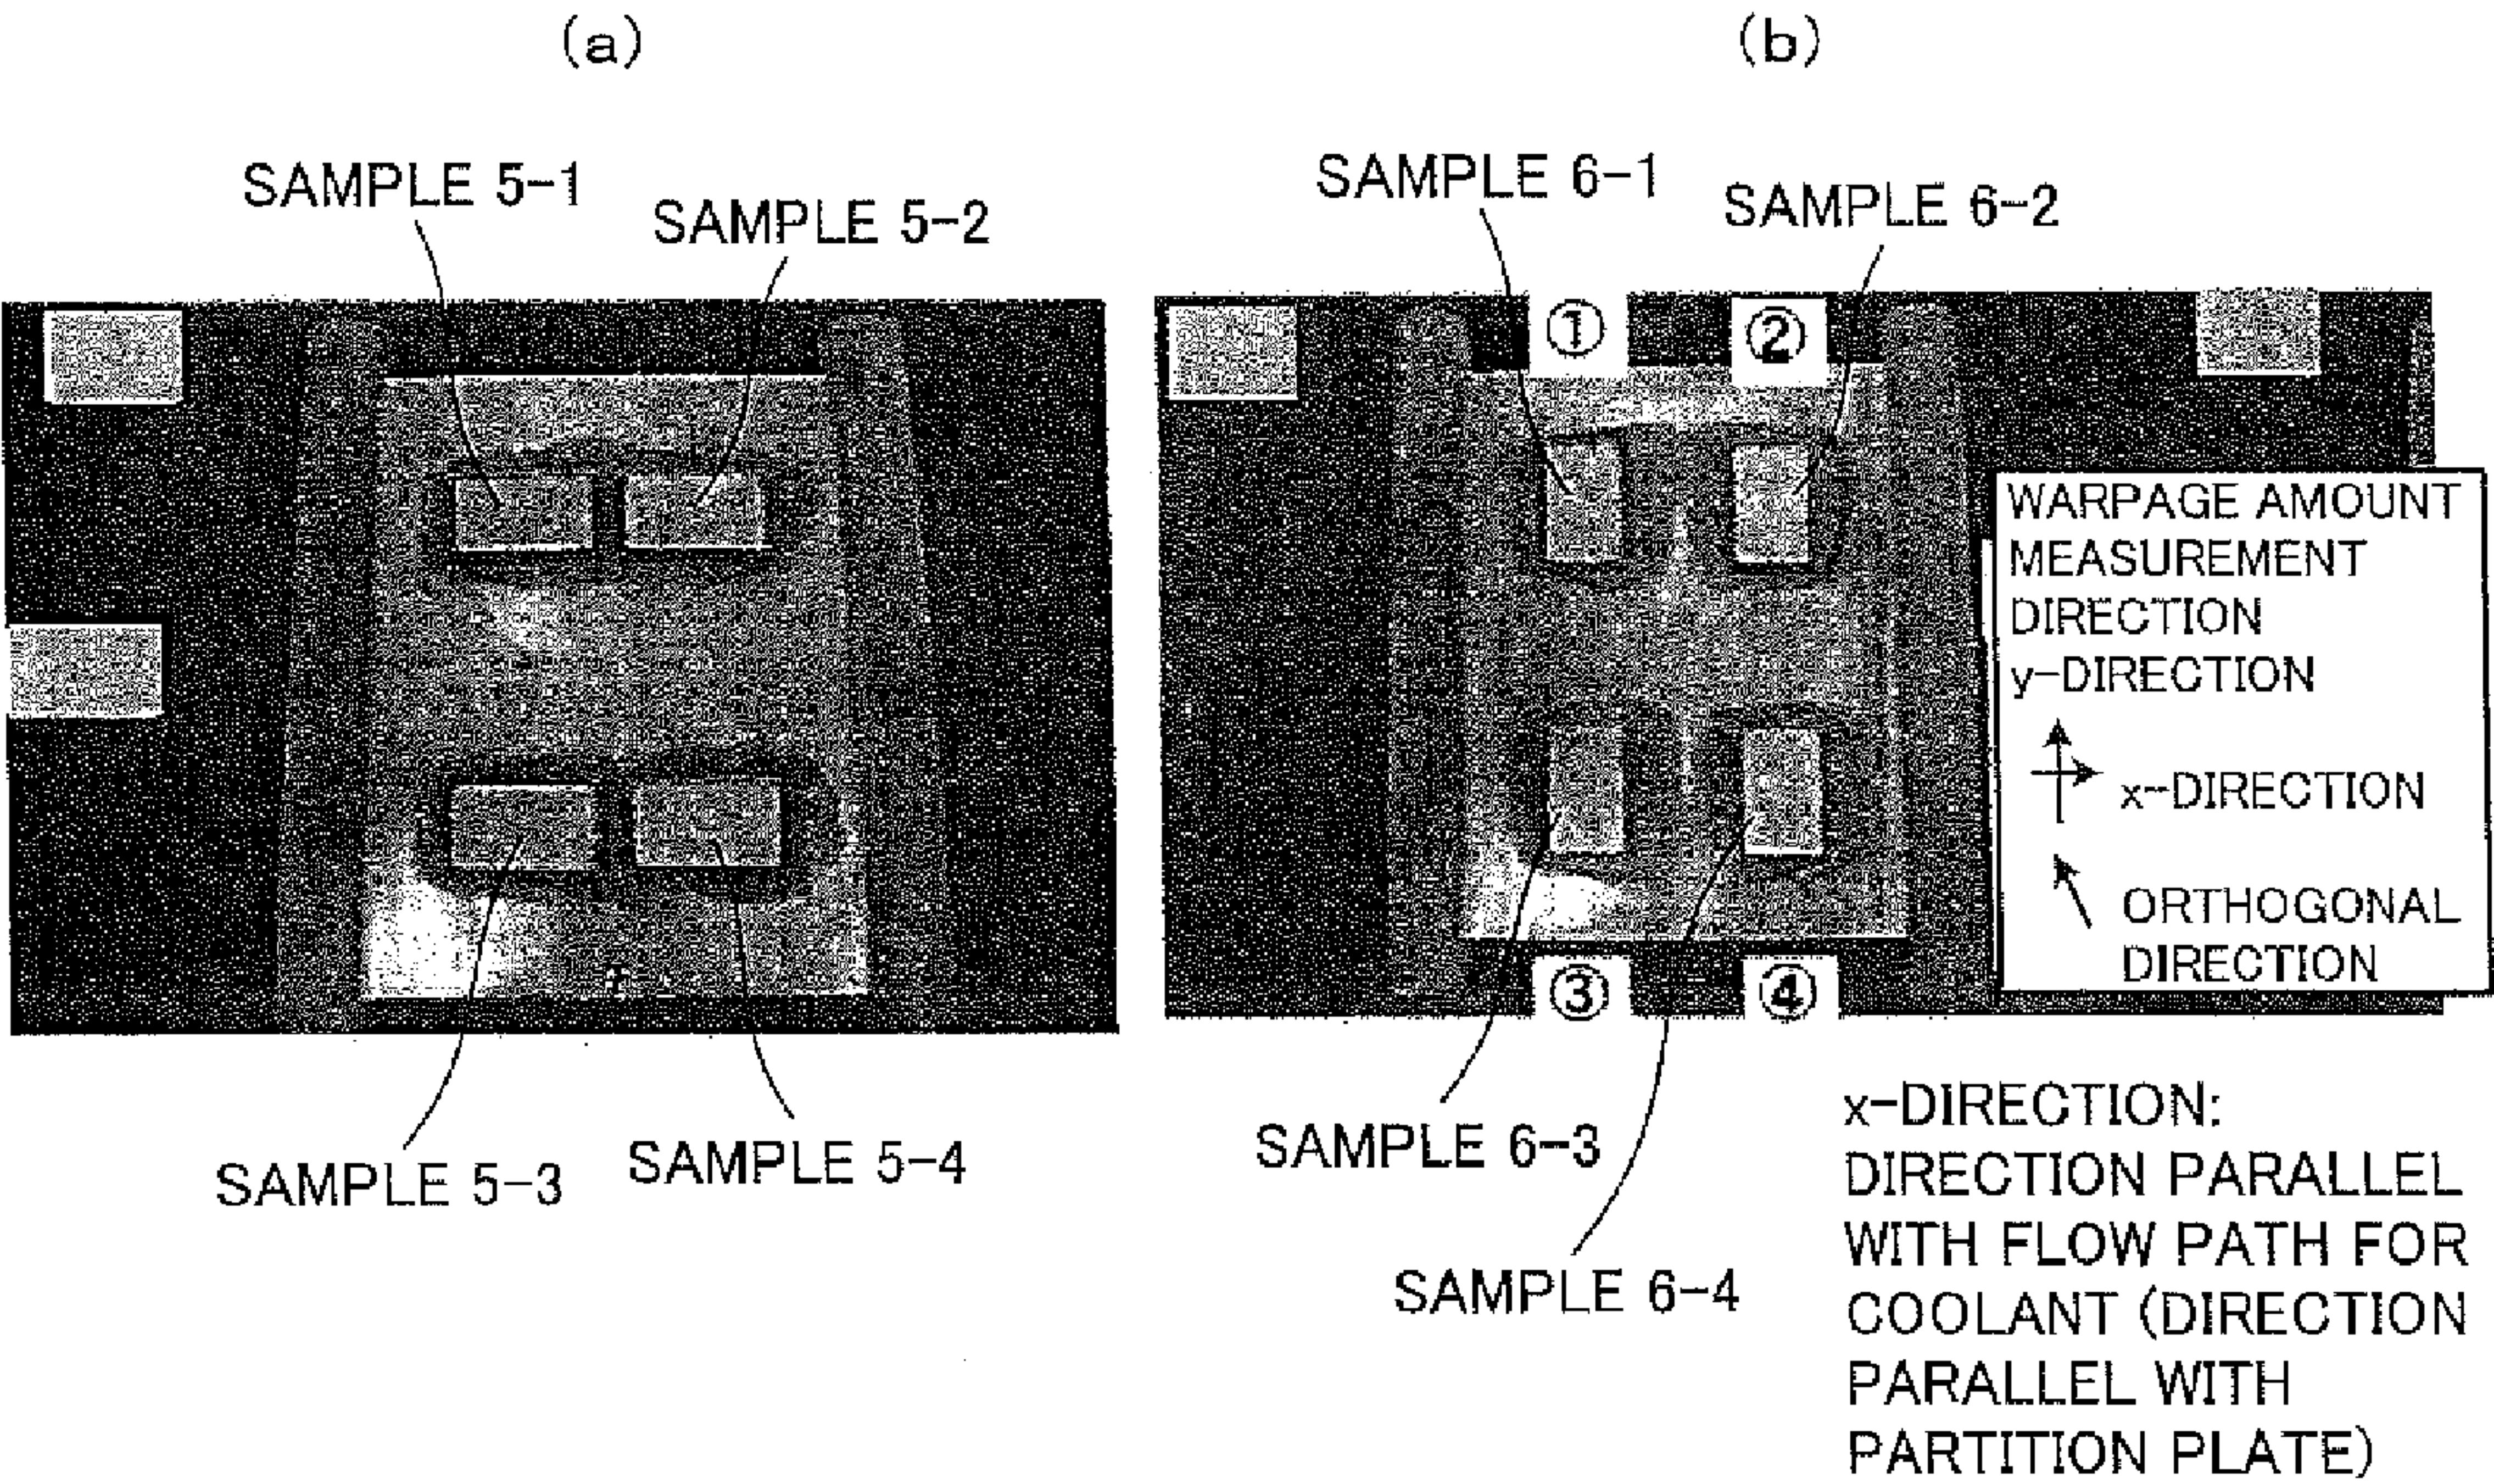 (a)
SAMPLE 5-1
SAMPLE 5-2
SAMPLE 5-3
SAMPLE 5-4
(b)
SAMPLE 6-1
SAMPLE 6-2
①
②
③
④
SAMPLE 6-3
SAMPLE 6-4
WARPAGE AMOUNT
MEASUREMENT
DIRECTION
y-DIRECTION
x-DIRECTION
ORTHOGONAL
DIRECTION
x-DIRECTION:
DIRECTION PARALLEL
WITH FLOW PATH FOR
COOLANT (DIRECTION
PARALLEL WITH
PARTITION PLATE)